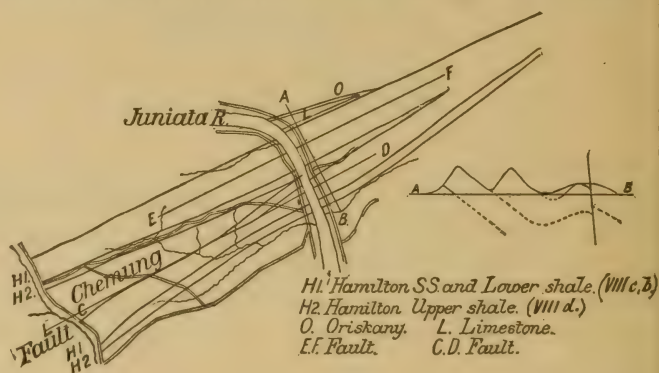 A
O
F
Juniata R.
L
D
E
B.
A
B
H1.
H2.
Chemung
L
C
Fault
H1
H2
H1. Hamilton S.S. and Lower shale. (VIII c, b)
H2. Hamilton Upper shale. (VIII d.)
O. Oriskany. L. Limestone.
E.F. Fault. C.D. Fault.